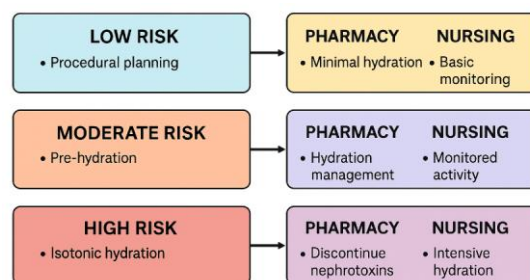 LOW RISK
• Procedural planning
PHARMACY NURSING
• Minimal hydration • Basic
monitoring
MODERATE RISK
• Pre-hydration
PHARMACY NURSING
• Hydration • Monitored
management activity
HIGH RISK
• Isotonic hydration
PHARMACY NURSING
• Discontinue • Intensive
nephrotoxins hydration